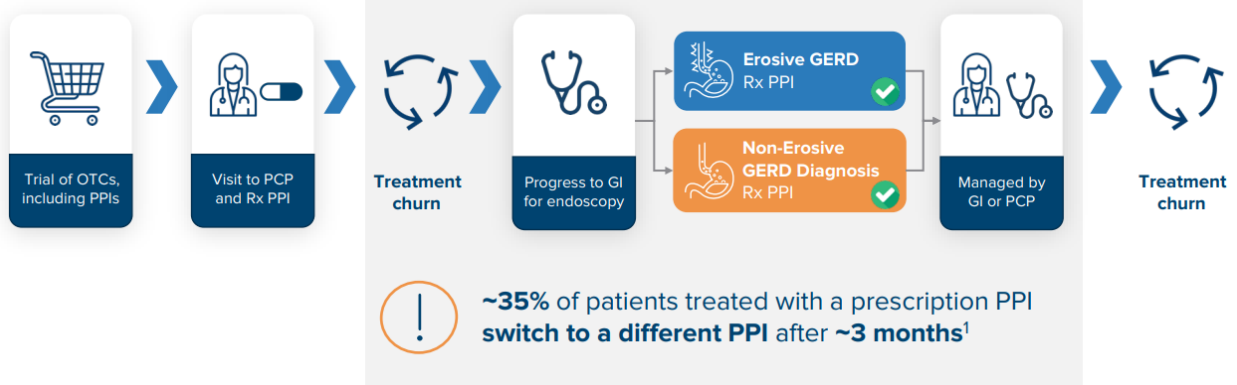 Trial of OTCs,
including PPIs
Visit to PCP
and Rx PPI
Treatment
churn
Progress to GI
for endoscopy
Erosive GERD
Rx PPI
Non-Erosive
GERD Diagnosis
Rx PPI
Managed by
GI or PCP
Treatment
churn
~35% of patients treated with a prescription PPI
switch to a different PPI after ~3 months¹